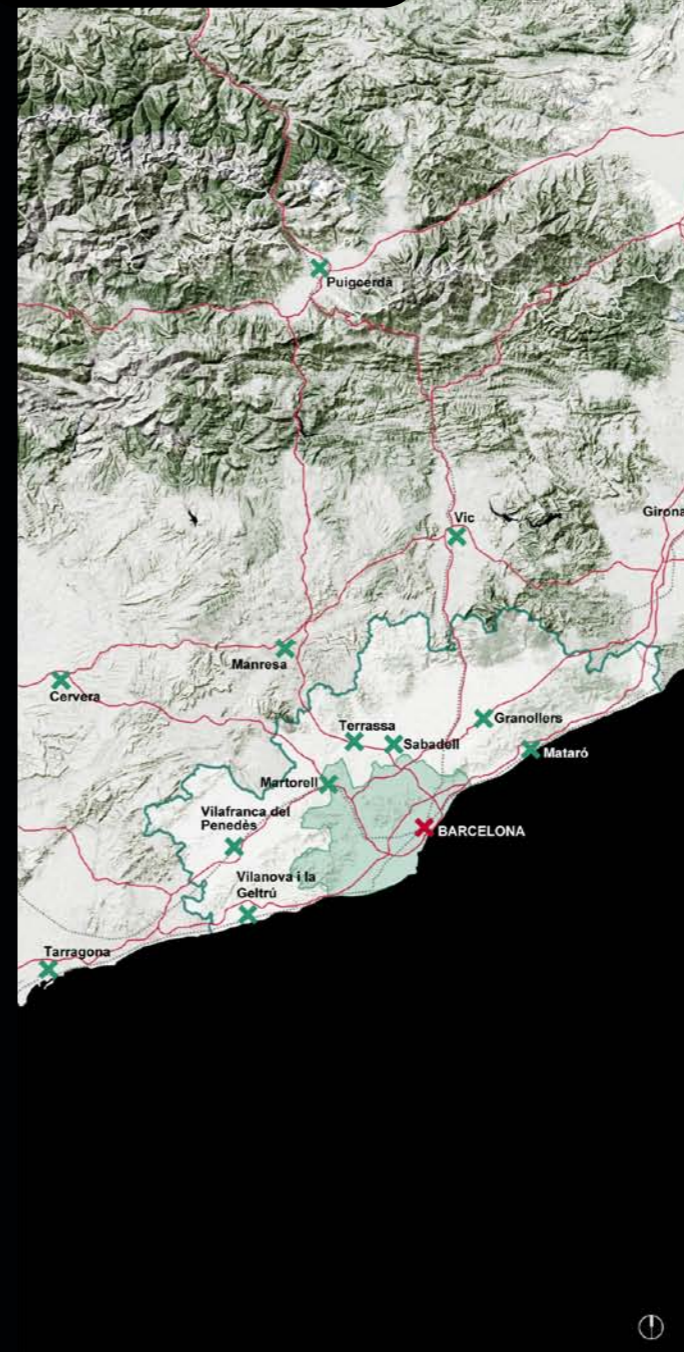 Puigcerdà
Vic
Girona
Manresa
Cervera
Terrassa
Sabadell
Granollers
Mataró
Martorell
BARCELONA
Vilafranca del
Penedès
Vilanova i la
Geltrú
Tarragona